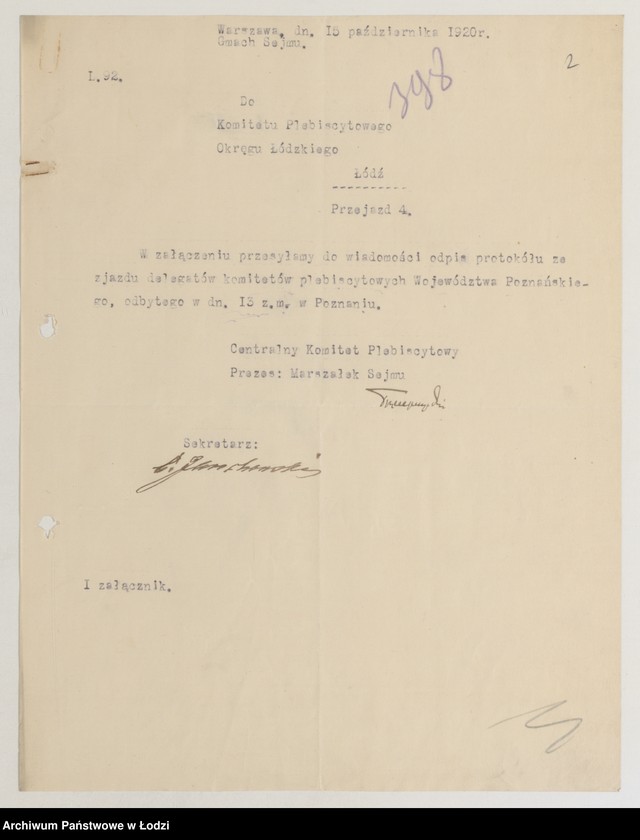 Warszawa, dn. 15 października 1920r.
Gmach Sejmu.
2
398
L.92.
Do
Komitetu Plebiscytowego
Okręgu Łódzkiego
Łódź
----------
Przejazd 4.
W załączeniu przesyłamy do wiadomości odpis protokółu ze
zjazdu delegatów komitetów plebiscytowych Województwa Poznańskie-
go, odbytego w dn. 13 z.m. w Poznaniu.
Centralny Komitet Plebiscytowy
Prezes: Marszałek Sejmu
Sekretarz:
I załącznik.
Archiwum Państwowe w Łodzi